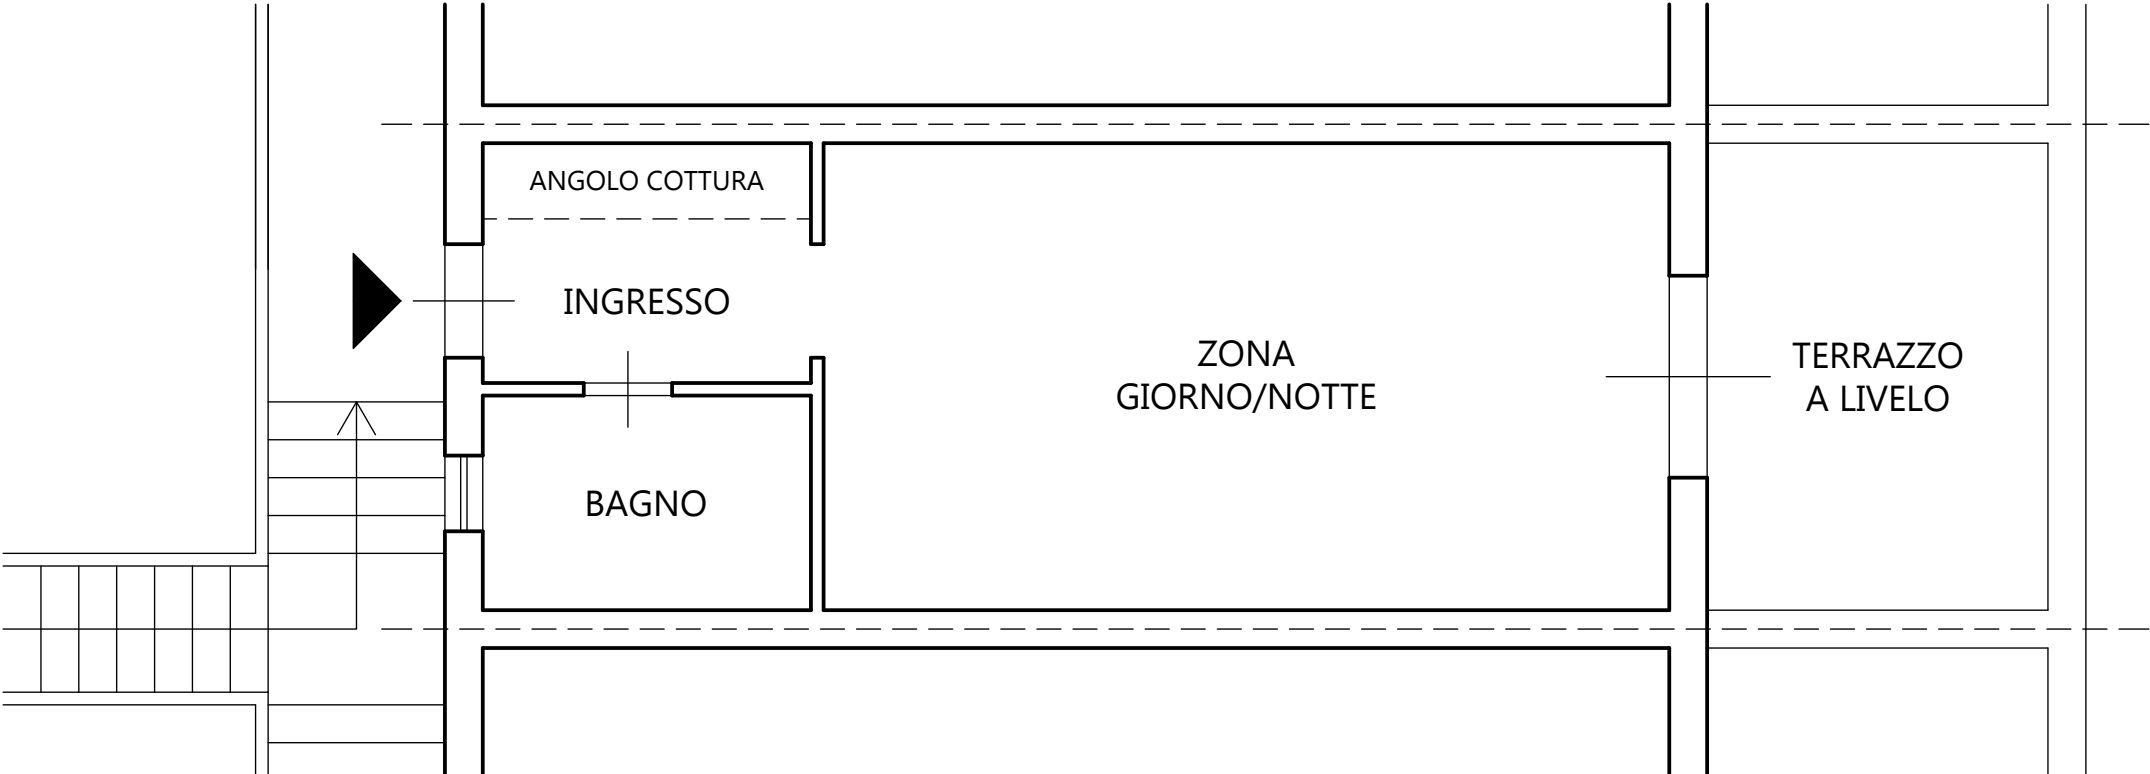 ANGOLO COTTURA
INGRESSO
ZONA
GIORNO/NOTTE
TERRAZZO
A LIVELO
BAGNO